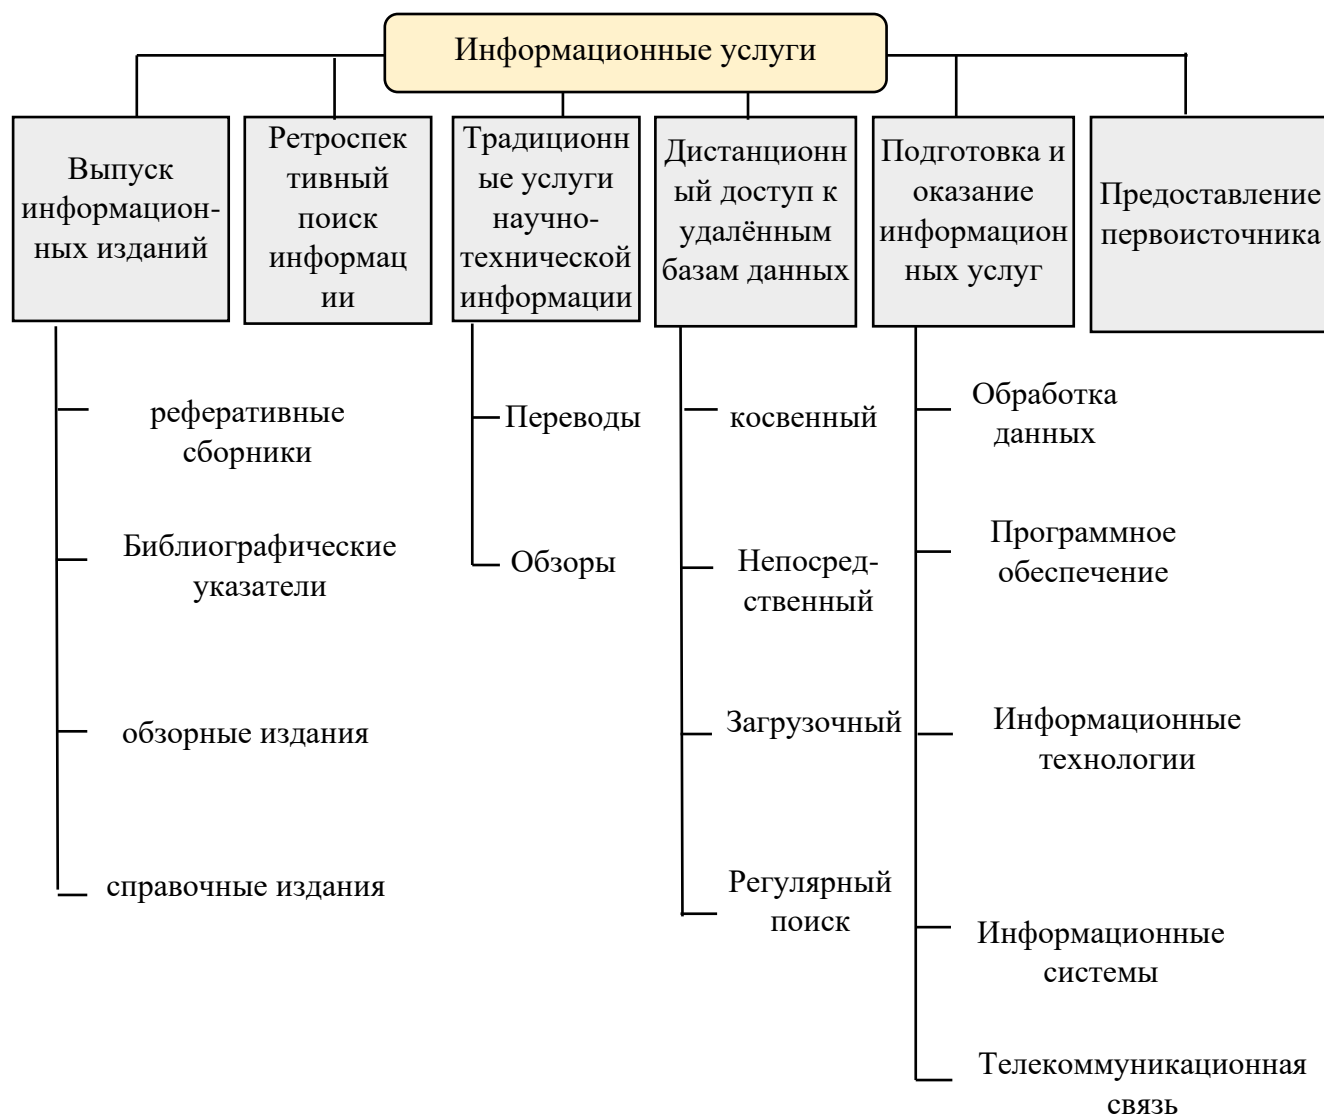 Информационные услуги
Выпуск
информацион-
ных изданий
Ретроспек
тивный
поиск
информац
ии
Традиционн
ые услуги
научно-
технической
информации
Дистанционн
ый доступ к
удалённым
базам данных
Подготовка и
оказание
информацион
ных услуг
Предоставление
первоисточника
реферативные
сборники
Библиографические
указатели
обзорные издания
справочные издания
Переводы
Обзоры
косвенный
Непосред-
ственный
Загрузочный
Регулярный
поиск
Обработка
данных
Программное
обеспечение
Информационные
технологии
Информационные
системы
Телекоммуникационная
связь